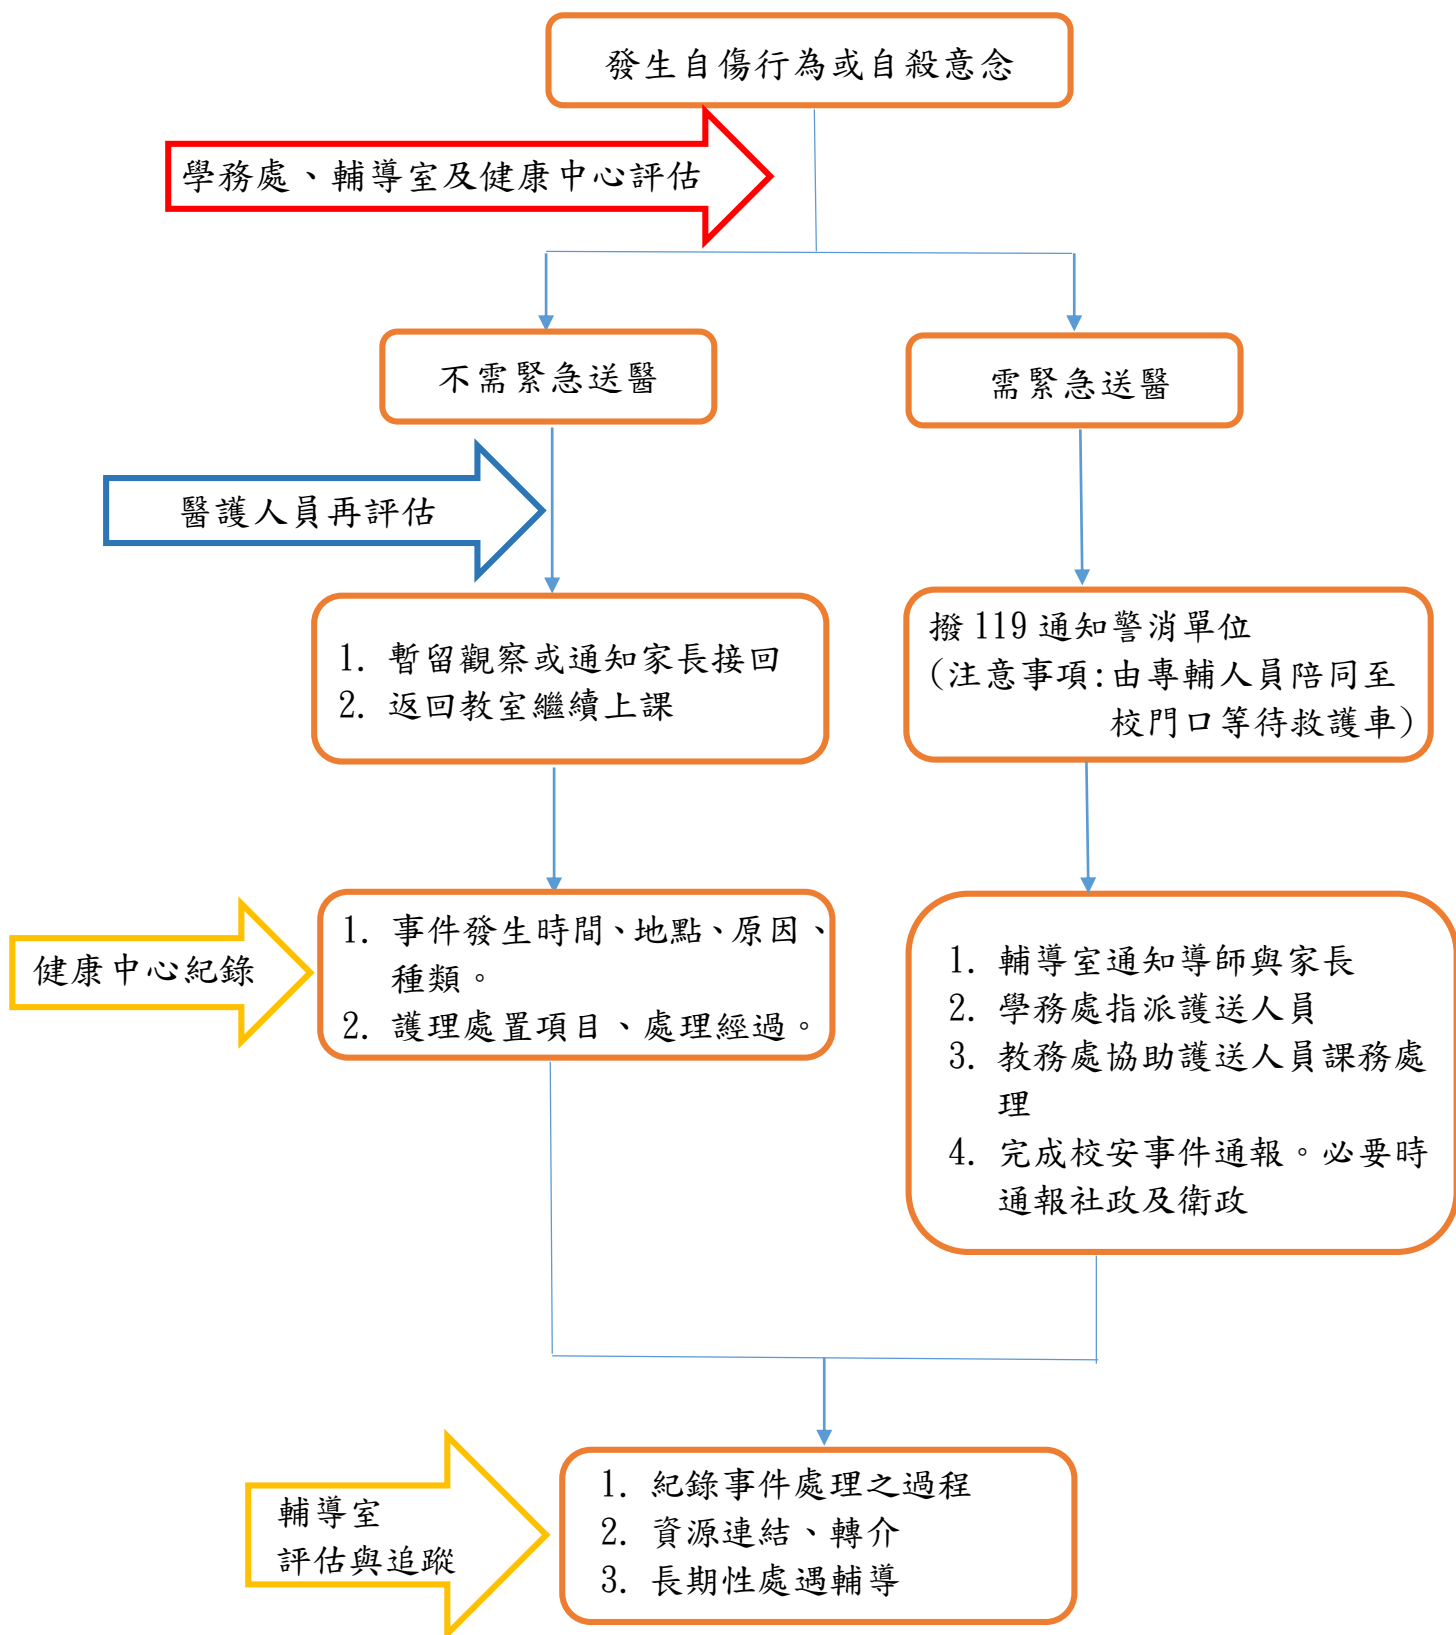 發生自傷行為或自殺意念
學務處、輔導室及健康中心評估
不需緊急送醫
需緊急送醫
醫護人員再評估
1. 暫留觀察或通知家長接回
2. 返回教室繼續上課
撥 119 通知警消單位
(注意事項:由專輔人員陪同至
校門口等待救護車)
健康中心紀錄
1. 事件發生時間、地點、原因、
種類。
2. 護理處置項目、處理經過。
1. 輔導室通知導師與家長
2. 學務處指派護送人員
3. 教務處協助護送人員課務處
理
4. 完成校安事件通報。必要時
通報社政及衛政
輔導室
評估與追蹤
1. 紀錄事件處理之過程
2. 資源連結、轉介
3. 長期性處遇輔導